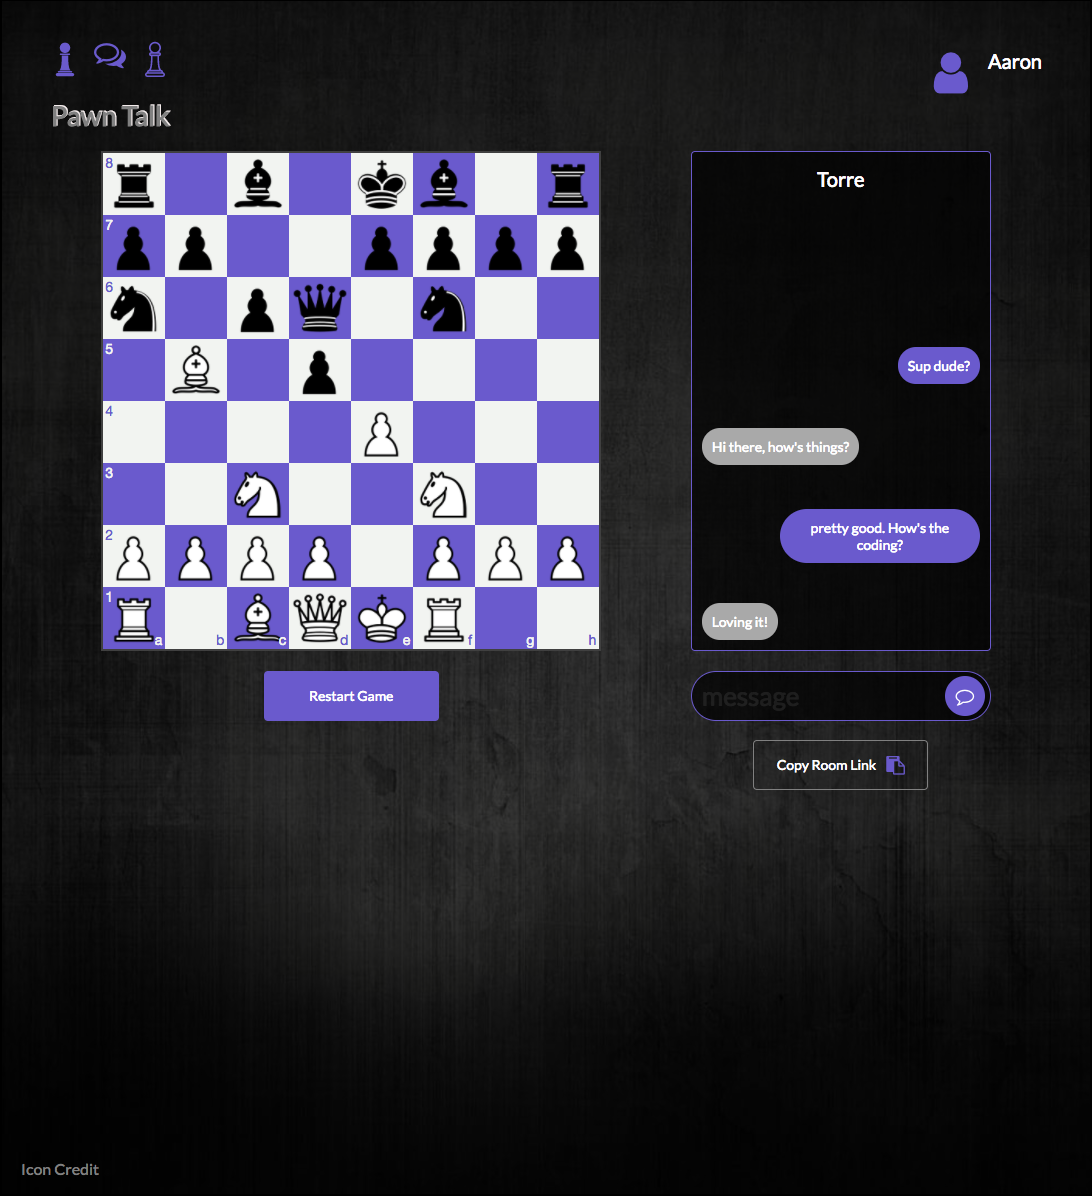 Aaron
Pawn Talk
8
7
6
5
4
3
2
1
a b c d e f g h
Restart Game
Torre
Sup dude?
Hi there, how's things?
pretty good. How's the
coding?
Loving it!
message
Copy Room Link
Icon Credit